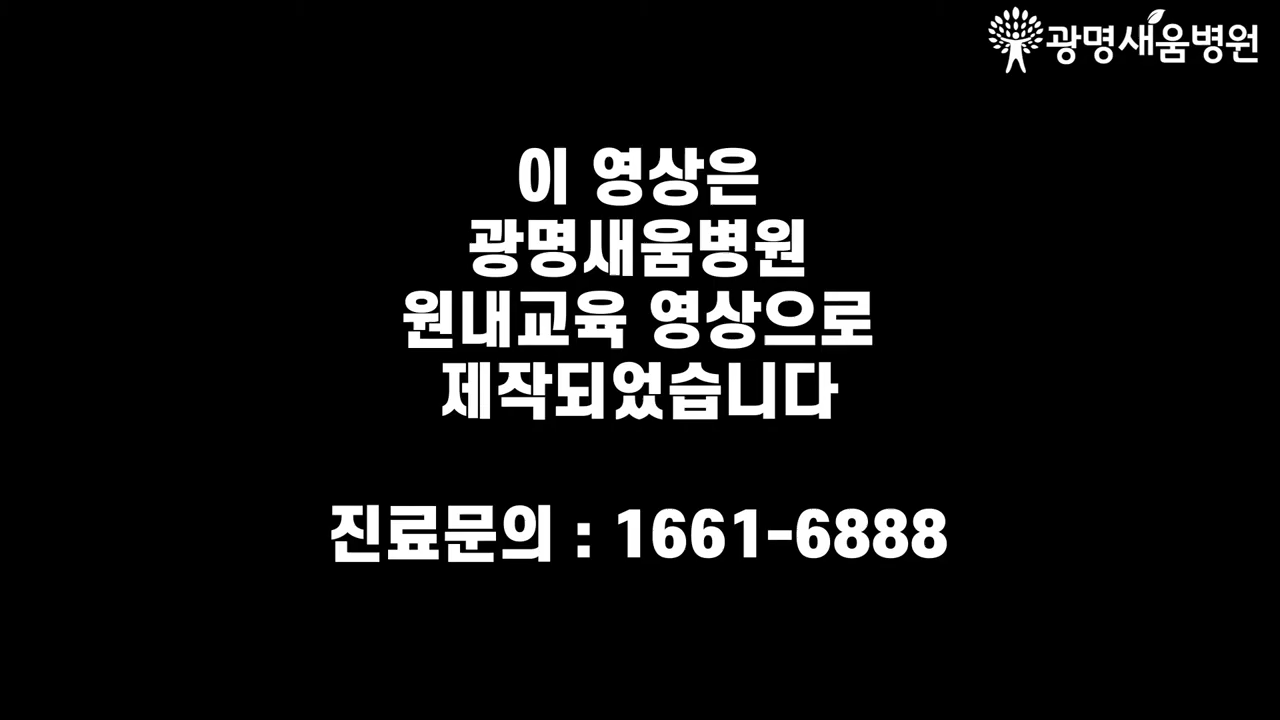 광명새움병원
이 영상은
광명새움병원
원내교육 영상으로
제작되었습니다
진료문의 : 1661-6888